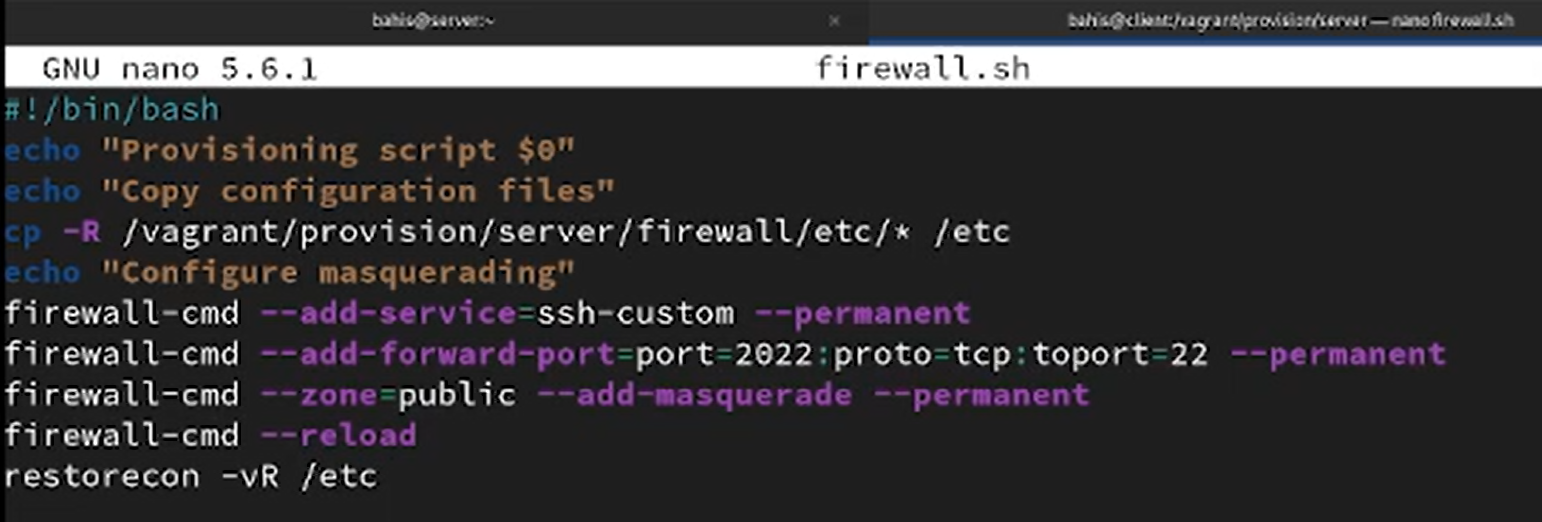 bahis@server:~ ×
bahis@client:/vagrant/provision/server — nano firewall.sh
GNU nano 5.6.1 firewall.sh
#!/bin/bash
echo "Provisioning script $0"
echo "Copy configuration files"
cp -R /vagrant/provision/server/firewall/etc/* /etc
echo "Configure masquerading"
firewall-cmd --add-service=ssh-custom --permanent
firewall-cmd --add-forward-port=port=2022:proto=tcp:toport=22 --permanent
firewall-cmd --zone=public --add-masquerade --permanent
firewall-cmd --reload
restorecon -vR /etc